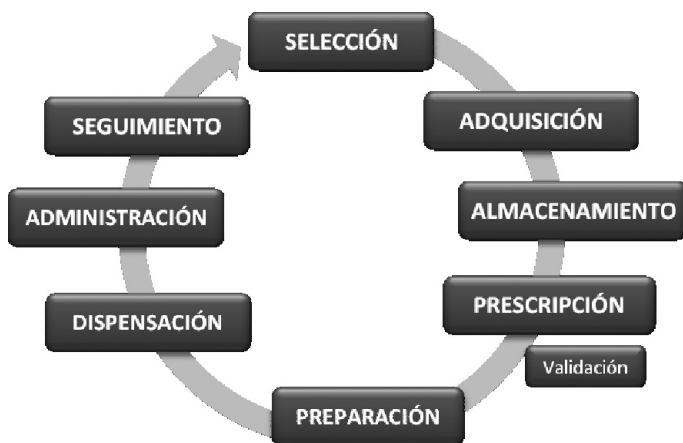 SELECCIÓN
ADQUISICIÓN
ALMACENAMIENTO
PRESCRIPCIÓN
Validación
PREPARACIÓN
DISPENSACIÓN
ADMINISTRACIÓN
SEGUIMIENTO